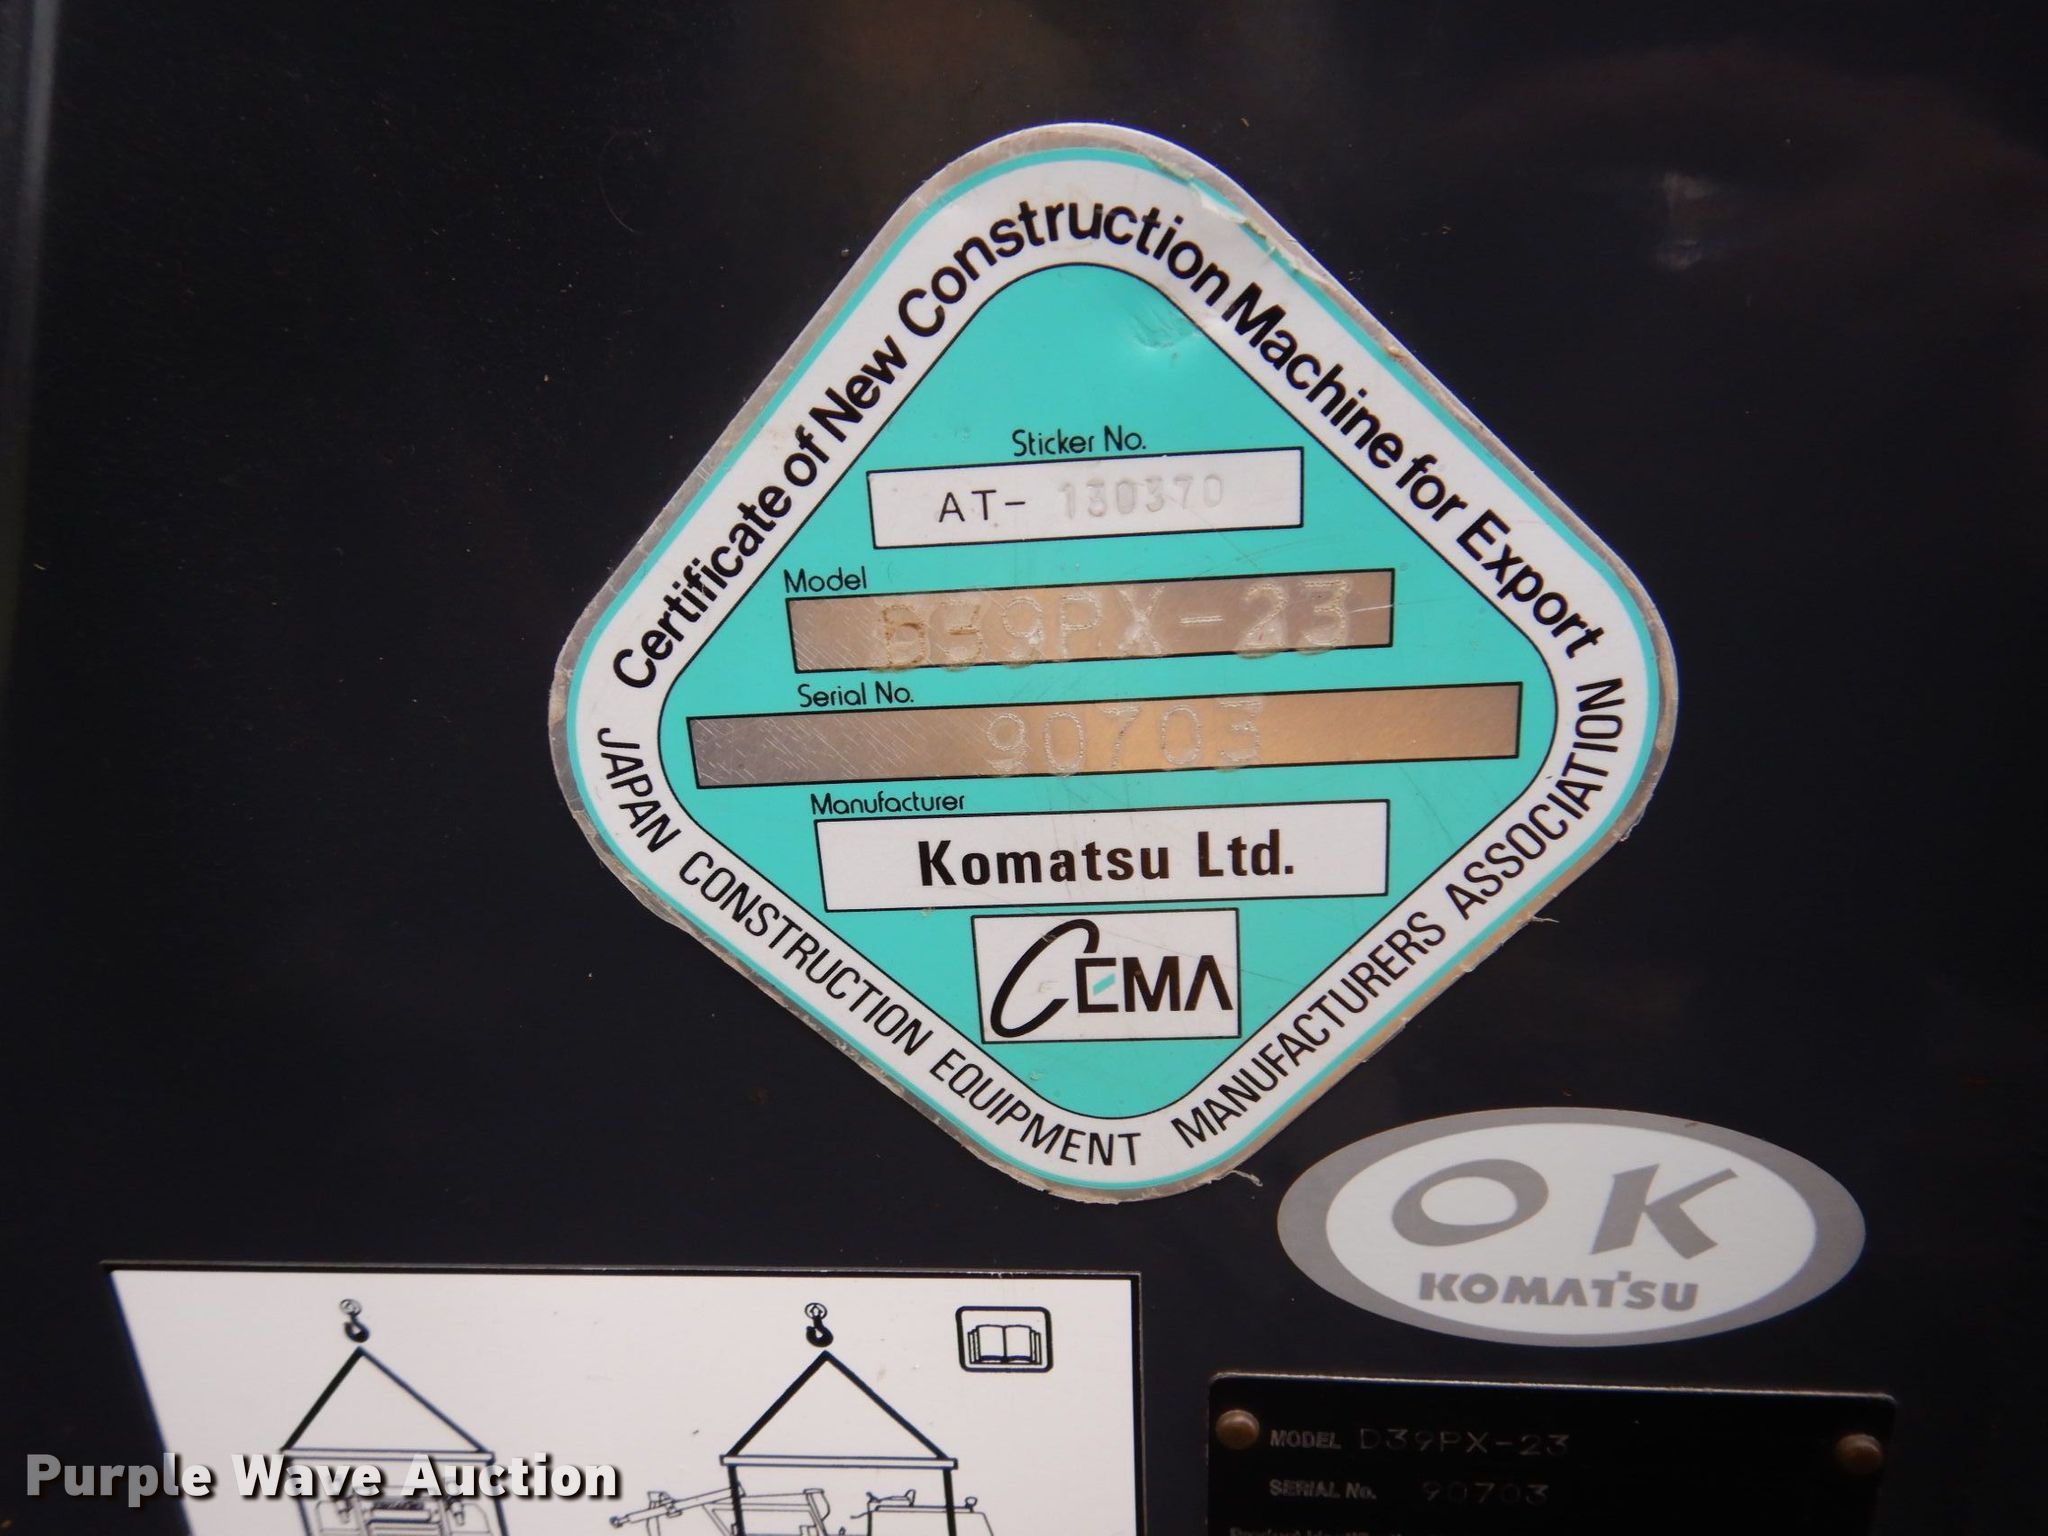 Certificate of New Construction Machine for Export
Sticker No.
AT- 130370
Model
D39PX-23
Serial No.
90703
Manufacturer
Komatsu Ltd.
CEMA
JAPAN CONSTRUCTION EQUIPMENT MANUFACTURERS ASSOCIATION
OK
KOMATSU
MODEL D39PX-23
SERIAL No. 90703
Purple Wave Auction